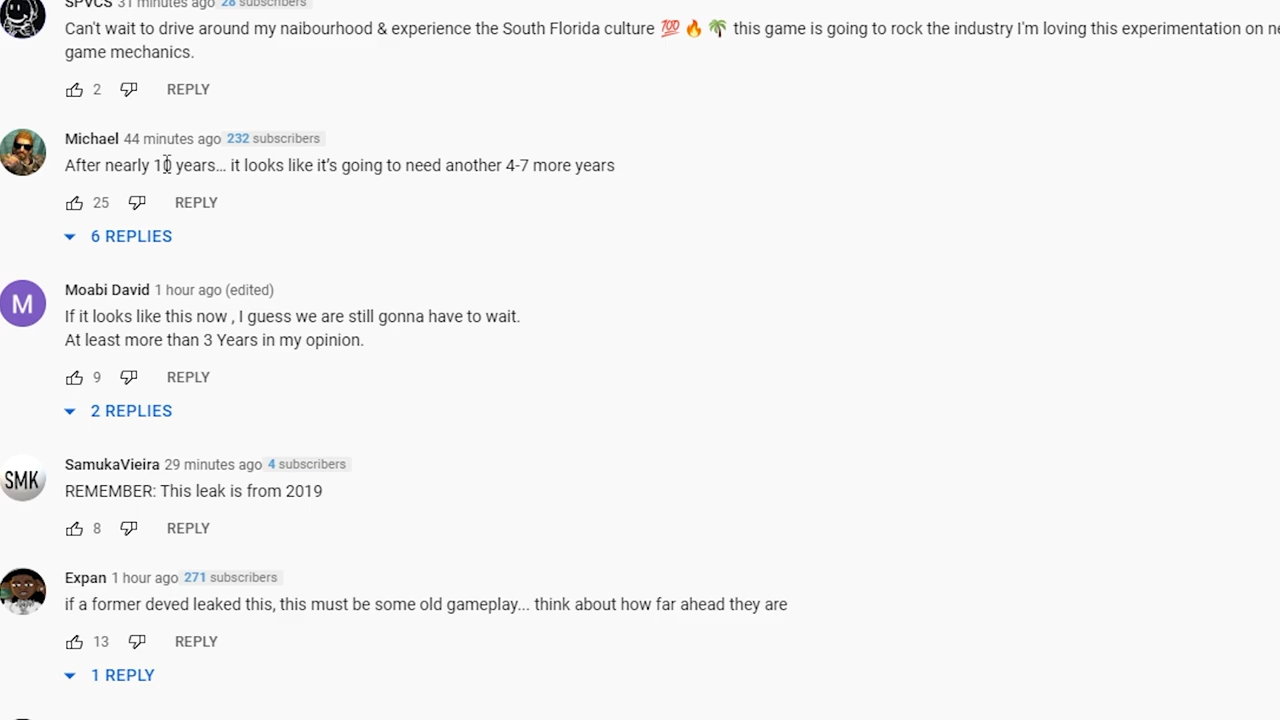 SPVCS 31 minutes ago 28 subscribers
Can't wait to drive around my naibourhood & experience the South Florida culture 💯 🔥 🌴 this game is going to rock the industry I'm loving this experimentation on
game mechanics.
2 REPLY
Michael 44 minutes ago 232 subscribers
After nearly 10 years... it looks like it's going to need another 4-7 more years
25 REPLY
6 REPLIES
M
Moabi David 1 hour ago (edited)
If it looks like this now , I guess we are still gonna have to wait.
At least more than 3 Years in my opinion.
9 REPLY
2 REPLIES
SMK
SamukaVieira 29 minutes ago 4 subscribers
REMEMBER: This leak is from 2019
8 REPLY
Expan 1 hour ago 271 subscribers
if a former deved leaked this, this must be some old gameplay... think about how far ahead they are
13 REPLY
1 REPLY